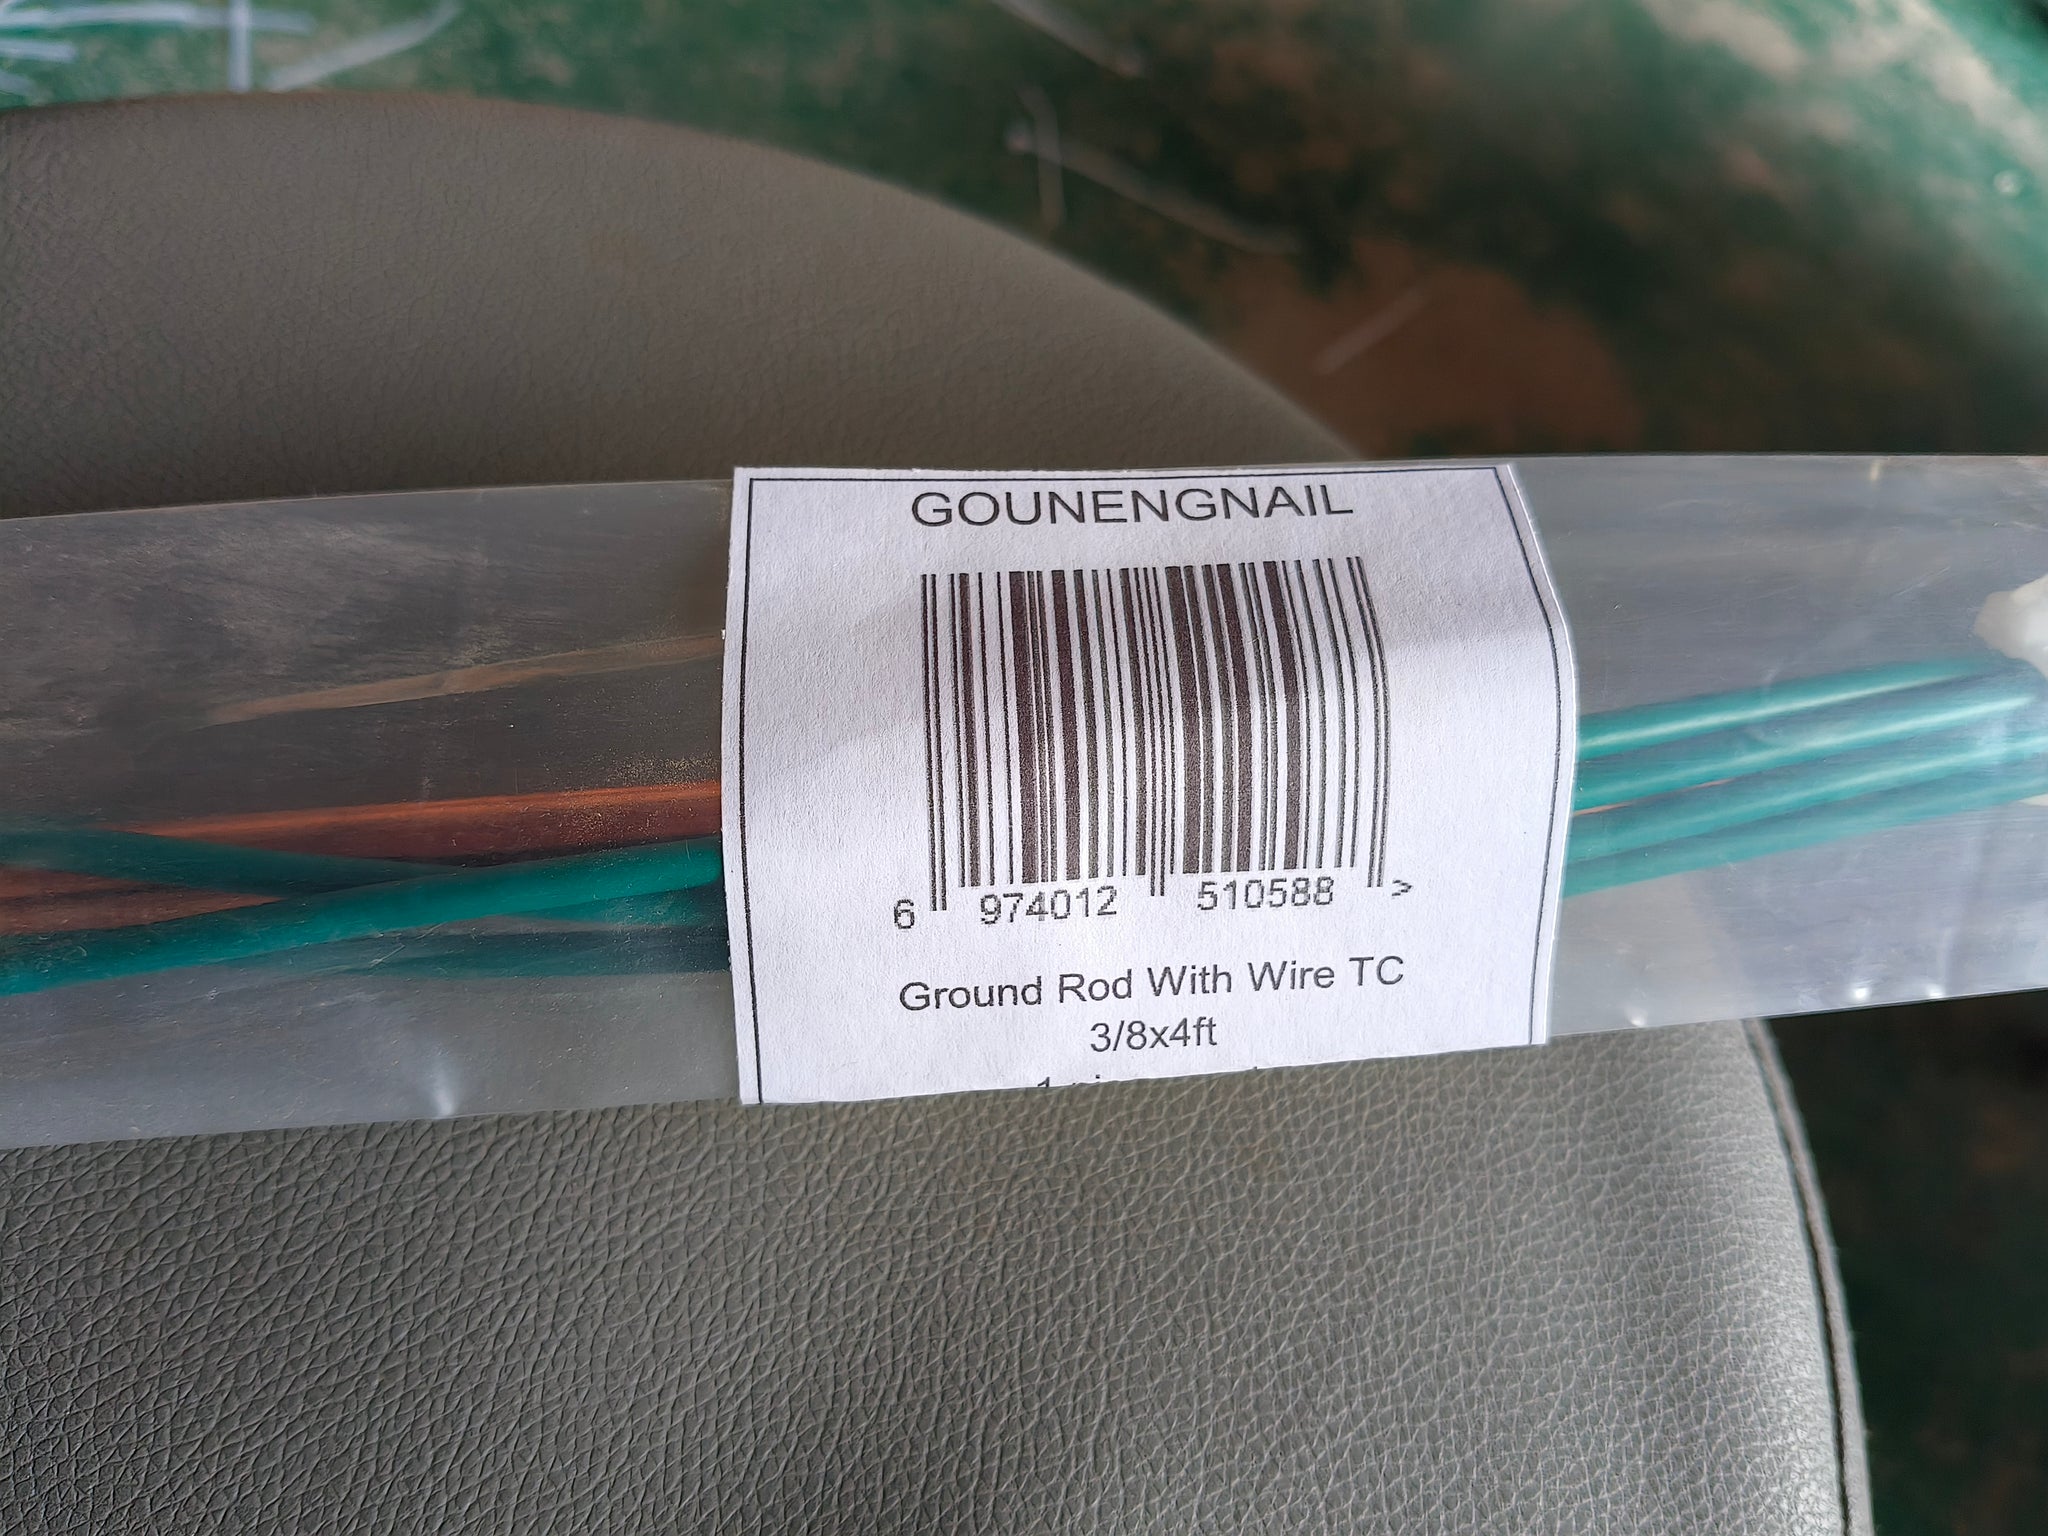 GOUNENGNAIL
6 974012 510588 >
Ground Rod With Wire TC
3/8x4ft